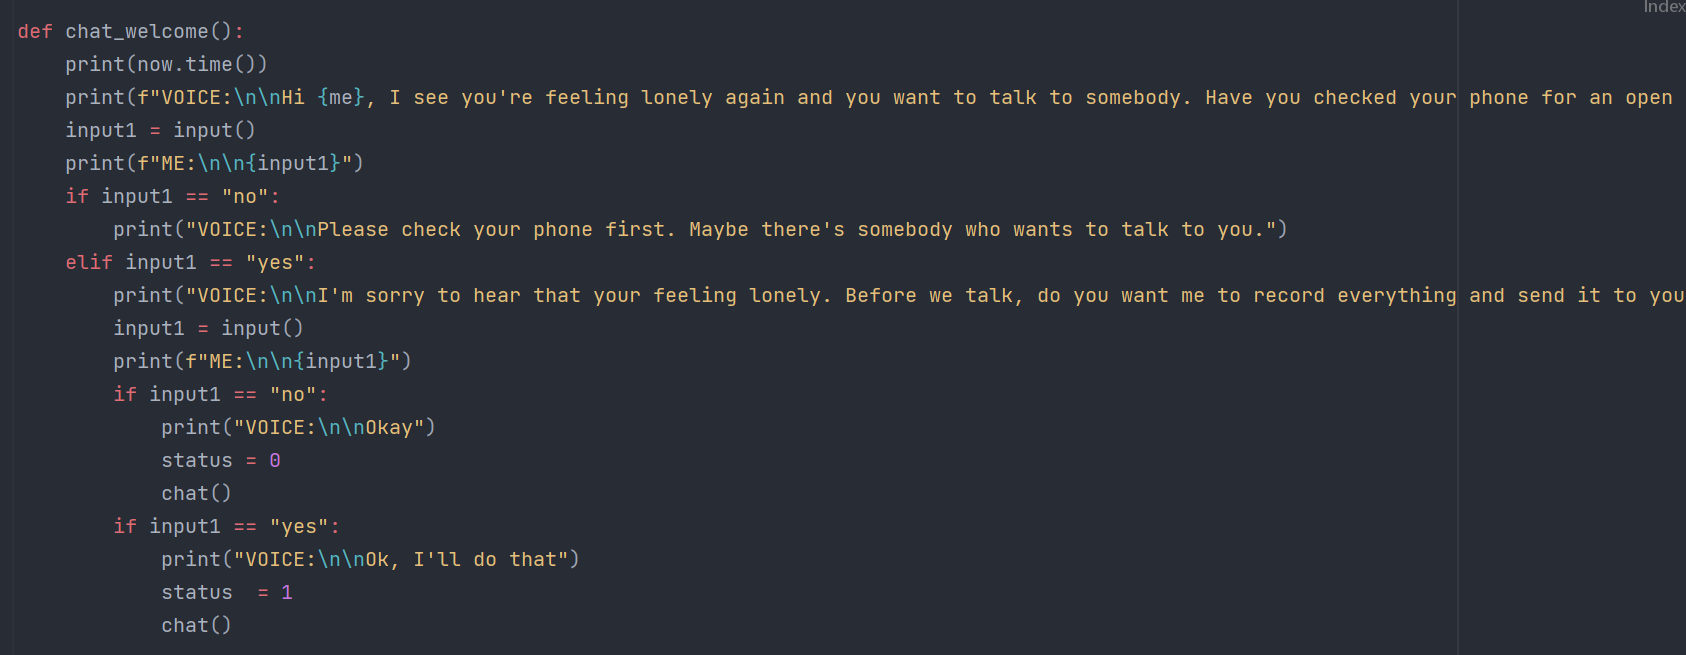 Index
def chat_welcome():
    print(now.time())
    print(f"VOICE:\n\nHi {me}, I see you're feeling lonely again and you want to talk to somebody. Have you checked your phone for an open
    input1 = input()
    print(f"ME:\n\n{input1}")
    if input1 == "no":
        print("VOICE:\n\nPlease check your phone first. Maybe there's somebody who wants to talk to you.")
    elif input1 == "yes":
        print("VOICE:\n\nI'm sorry to hear that your feeling lonely. Before we talk, do you want me to record everything and send it to you
        input1 = input()
        print(f"ME:\n\n{input1}")
        if input1 == "no":
            print("VOICE:\n\nOkay")
            status = 0
            chat()
        if input1 == "yes":
            print("VOICE:\n\nOk, I'll do that")
            status  = 1
            chat()